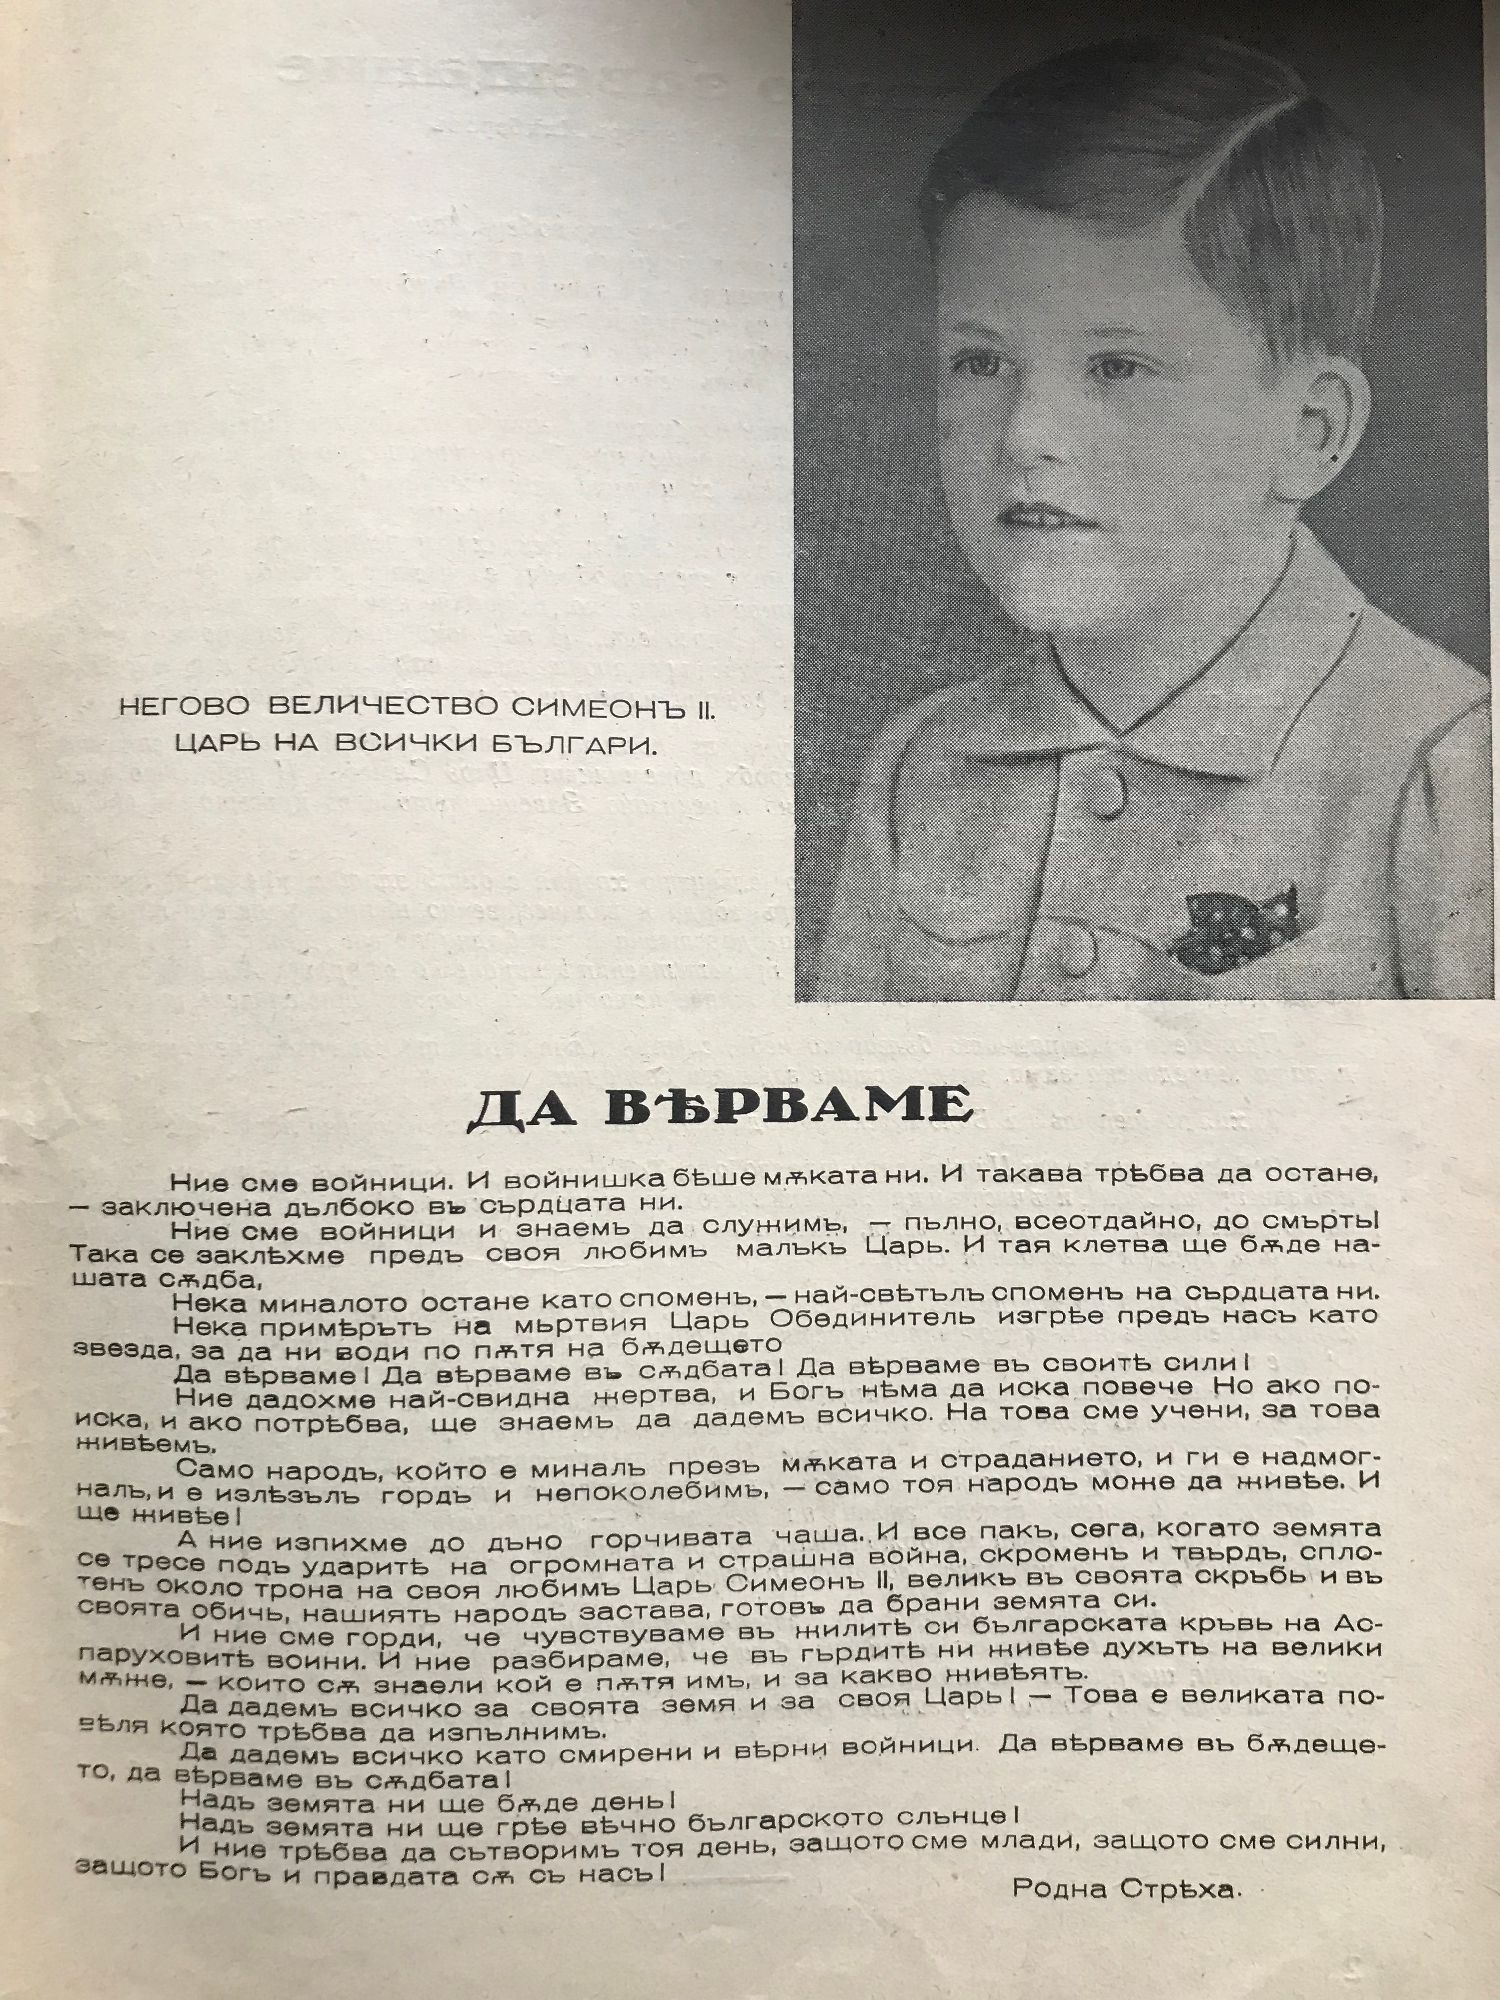 НЕГОВО ВЕЛИЧЕСТВО СИМЕОНЪ II.
ЦАРЬ НА ВСИЧКИ БЪЛГАРИ.
ДА ВѢРВАМЕ
Ние сме войници. И войнишка бѣше мѫката ни. И такава трѣбва да остане,
— заключена дълбоко въ сърдцата ни.
Ние сме войници и знаемъ да служимъ, — пълно, всеотдайно, до смърть!
Така се заклѣхме предъ своя любимъ малъкъ Царь. И тая клетва ще бѫде на-
шата сѫдба,
Нека миналото остане като споменъ, — най-свѣтълъ споменъ на сърдцата ни.
Нека примѣрътъ на мъртвия Царь Обединитель изгрѣе предъ насъ като
звезда, за да ни води по пѫтя на бѫдещето
Да вѣрваме! Да вѣрваме въ сѫдбата! Да вѣрваме въ своитѣ сили!
Ние дадохме най-свидна жертва, и Богъ нѣма да иска повече Но ако по-
иска, и ако потрѣбва, ще знаемъ да дадемъ всичко. На това сме учени, за това
живѣемъ.
Само народъ, който е миналъ презъ мѫката и страданието, и ги е надмог-
налъ, и е излѣзълъ гордъ и непоколебимъ, — само тоя народъ може да живѣе. И
ще живѣе!
А ние изпихме до дъно горчивата чаша. И все пакъ, сега, когато земята
се тресе подъ ударитѣ на огромната и страшна война, скроменъ и твърдъ, спло-
тенъ около трона на своя любимъ Царь Симеонъ II, великъ въ своята скръбь и въ
своята обичь, нашиятъ народъ застава, готовъ да брани земята си.
И ние сме горди, че чувствуваме въ жилитѣ си българската кръвь на Ас-
паруховитѣ воини. И ние разбираме, че въ гърдитѣ ни живѣе духътъ на велики
мѫже, — които сѫ знаели кой е пѫтя имъ, и за какво живѣятъ.
Да дадемъ всичко за своята земя и за своя Царь! — Това е великата по-
вѣля която трѣбва да изпълнимъ.
Да дадемъ всичко като смирени и вѣрни войници. Да вѣрваме въ бѫдеще-
то, да вѣрваме въ сѫдбата!
Надъ земята ни ще бѫде день!
Надъ земята ни ще грѣе вѣчно българското слънце!
И ние трѣбва да сътворимъ тоя день, защото сме млади, защото сме силни,
защото Богъ и правдата сѫ съ насъ!
Родна Стрѣха.